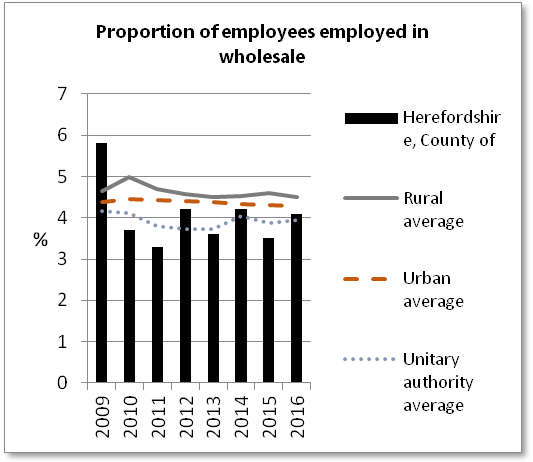 Proportion of employees employed in
wholesale
7
6
5
4
3
2
1
0
%
2009
2010
2011
2012
2013
2014
2015
2016
Herefordshir
e, County of
Rural
average
Urban
average
Unitary
authority
average